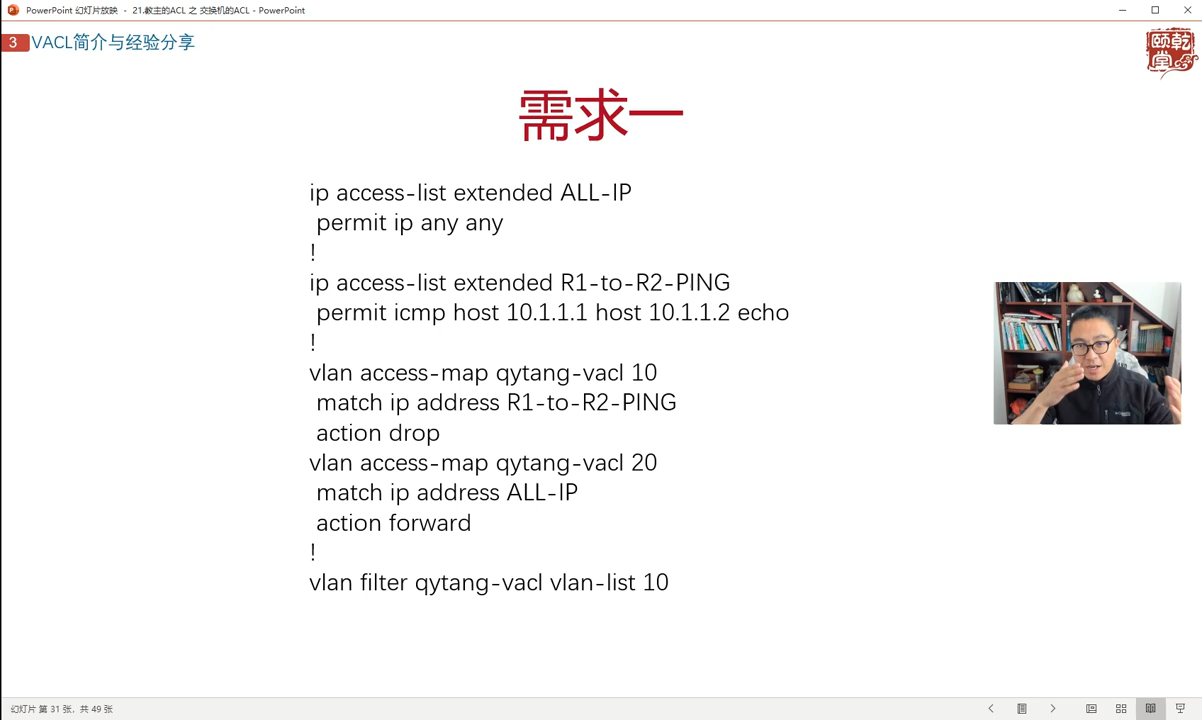 PowerPoint 幻灯片放映 - 21.教主的ACL 之 交换机的ACL - PowerPoint
3 VACL简介与经验分享
颐乾堂
需求一
ip access-list extended ALL-IP
permit ip any any
!
ip access-list extended R1-to-R2-PING
permit icmp host 10.1.1.1 host 10.1.1.2 echo
!
vlan access-map qytang-vacl 10
match ip address R1-to-R2-PING
action drop
vlan access-map qytang-vacl 20
match ip address ALL-IP
action forward
!
vlan filter qytang-vacl vlan-list 10
幻灯片 第 31 张，共 49 张